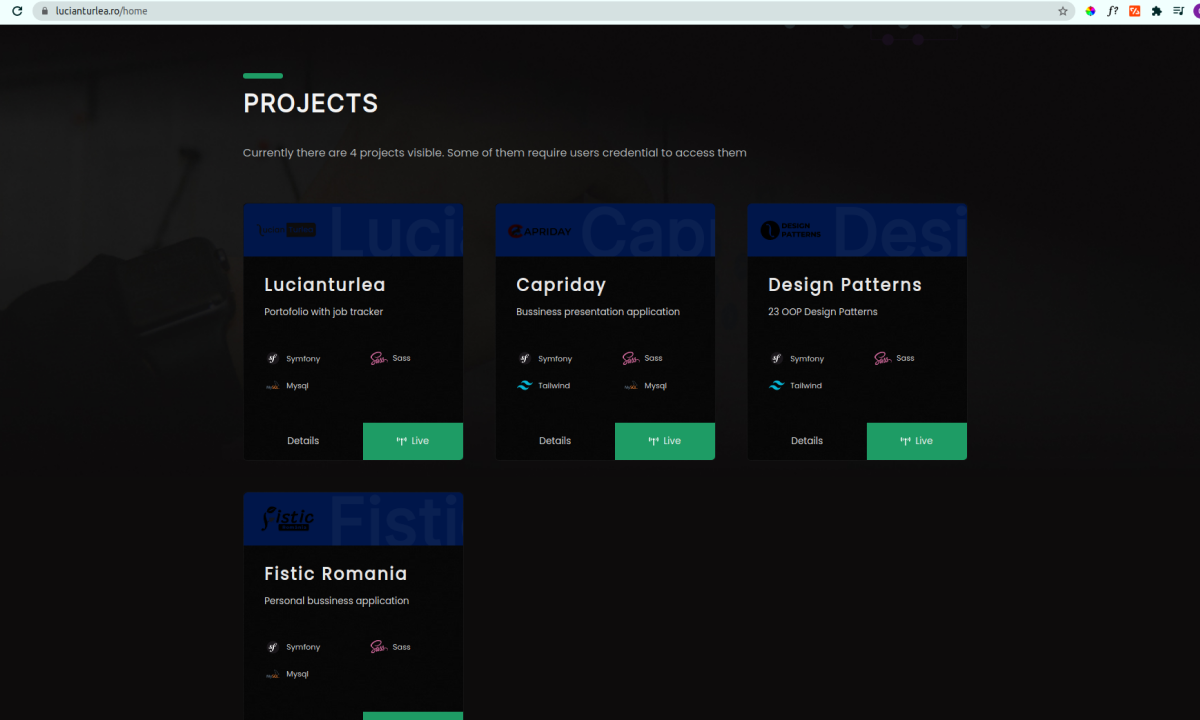 lucianturlea.ro/home
f?
PROJECTS
Currently there are 4 projects visible. Some of them require users credential to access them
Luci
Lucianturlea
Portofolio with job tracker
Symfony
Sass
Mysql
Details
Live
CAPRIDAY
Capr
Capriday
Bussiness presentation application
Symfony
Sass
Tailwind
Mysql
Details
Live
DESIGN
PATTERNS
Desi
Design Patterns
23 OOP Design Patterns
Symfony
Sass
Tailwind
Details
Live
Fistic
Fisti
Fistic Romania
Personal bussiness application
Symfony
Sass
Mysql